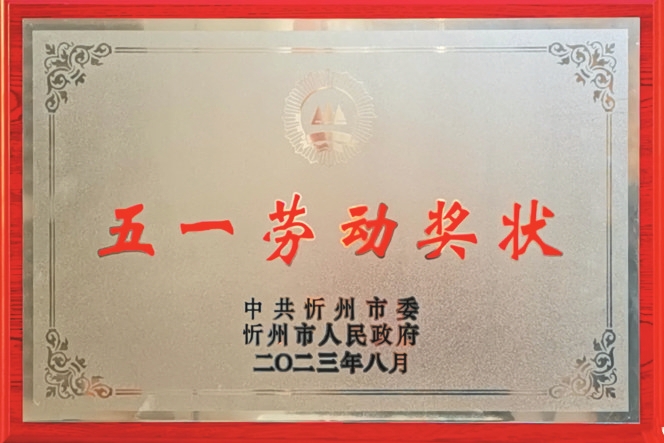 五一劳动奖状
中共忻州市委
忻州市人民政府
二〇二三年八月